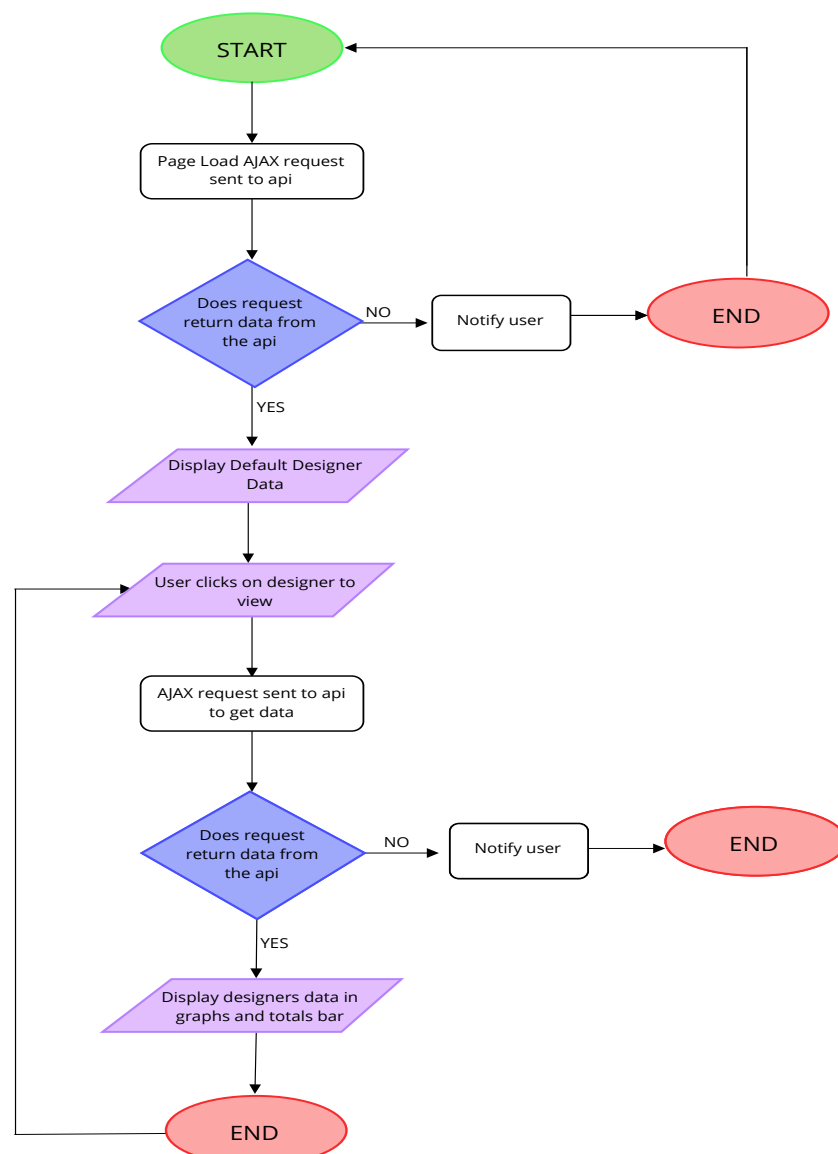 START
Page Load AJAX request
sent to api
Does request
return data from
the api
NO
Notify user
END
YES
Display Default Designer
Data
User clicks on designer to
view
AJAX request sent to api
to get data
Does request
return data from
the api
NO
Notify user
END
YES
Display designers data in
graphs and totals bar
END